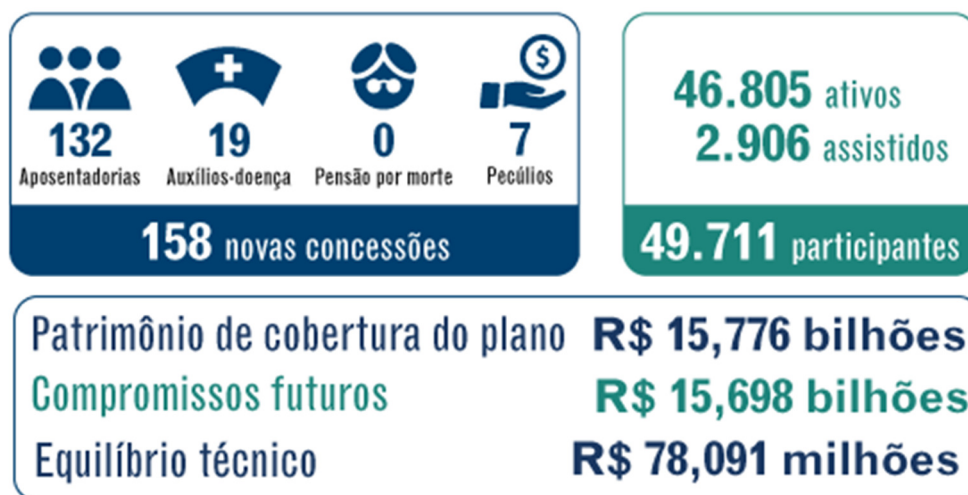 $
132
Aposentadorias
19
Auxílios-doença
0
Pensão por morte
7
Pecúlios
158 novas concessões
46.805 ativos
2.906 assistidos
49.711 participantes
Patrimônio de cobertura do plano R$ 15,776 bilhões
Compromissos futuros R$ 15,698 bilhões
Equilíbrio técnico R$ 78,091 milhões